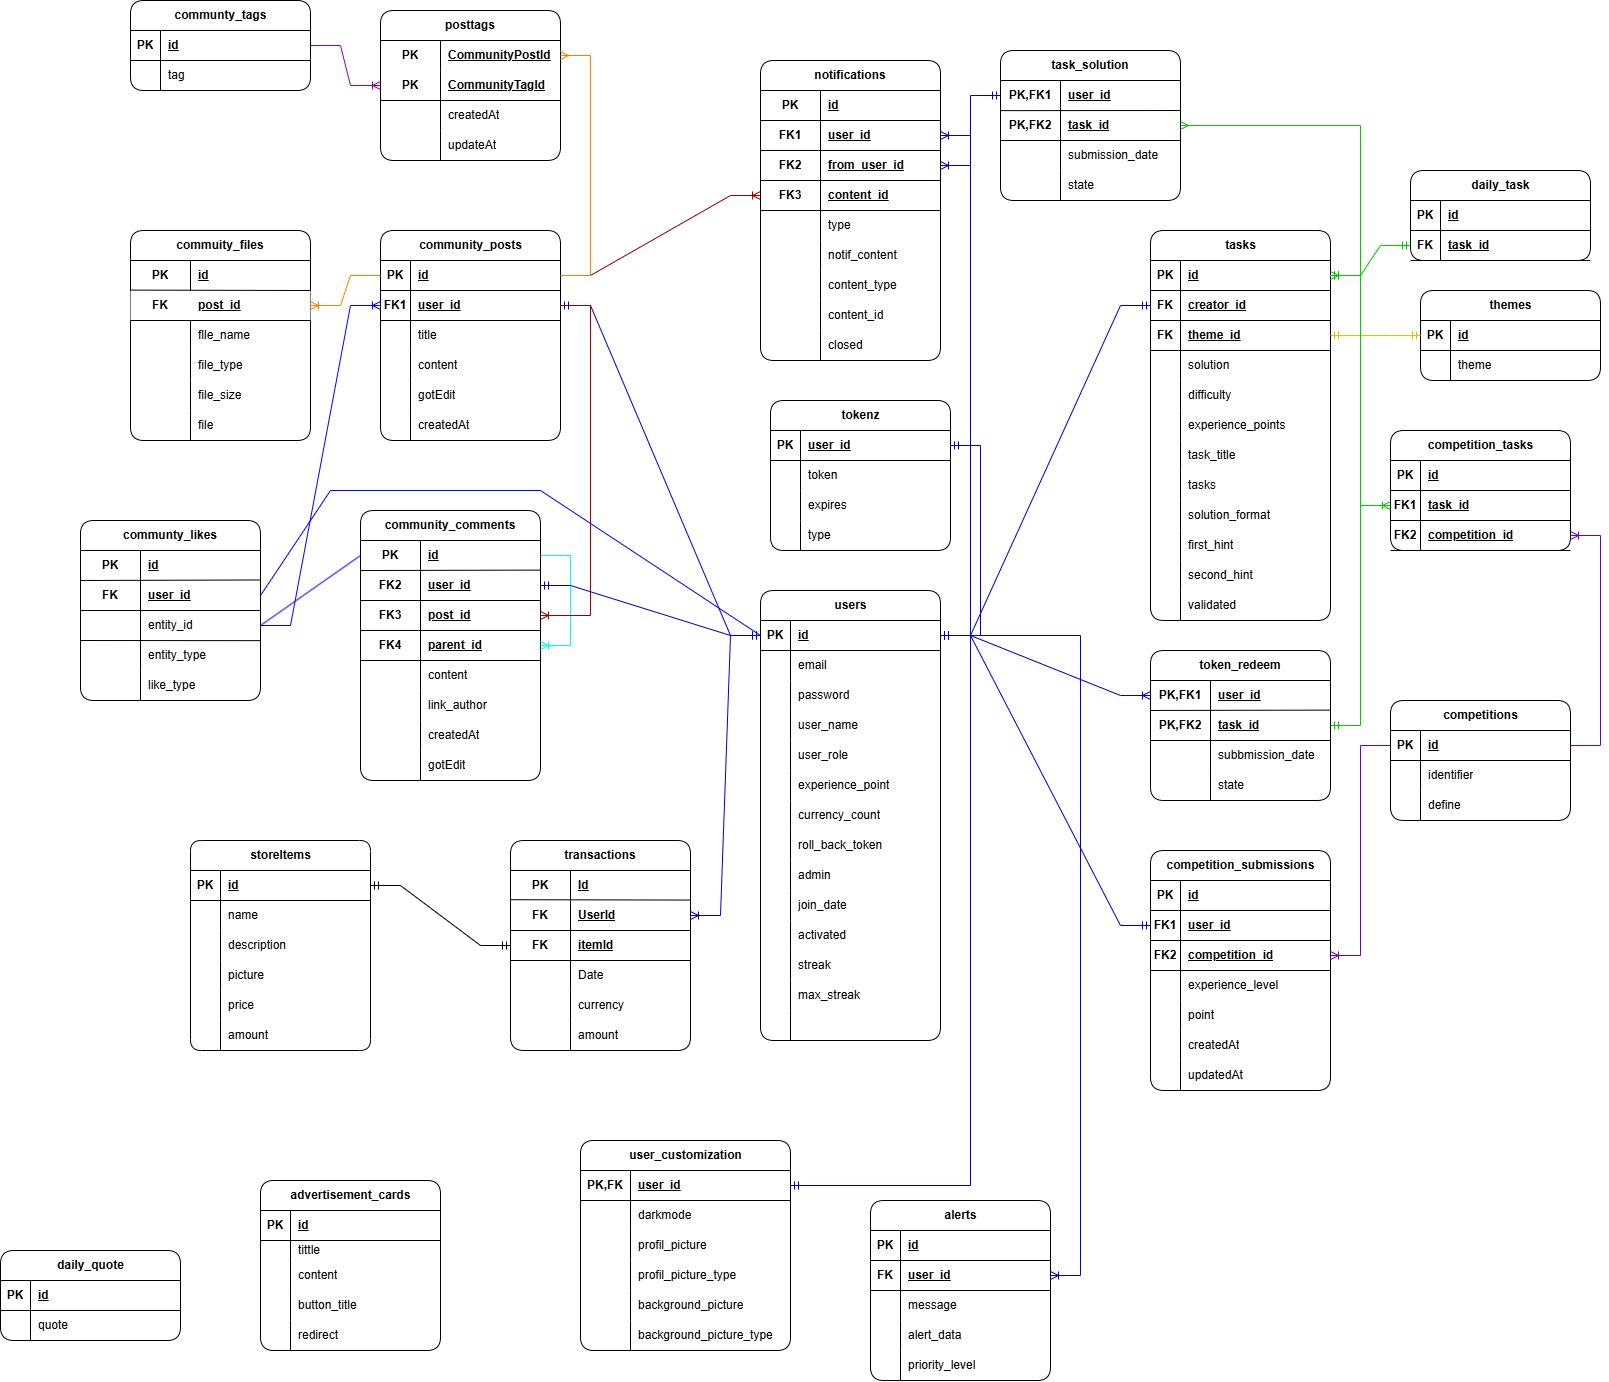 communty_tags
PK id
tag
posttags
PK CommunityPostId
PK CommunityTagId
createdAt
updateAt
notifications
PK id
FK1 user_id
FK2 from_user_id
FK3 content_id
type
notif_content
content_type
content_id
closed
task_solution
PK,FK1 user_id
PK,FK2 task_id
submission_date
state
daily_task
PK id
FK task_id
commuity_files
PK id
FK post_id
fIle_name
file_type
file_size
file
community_posts
PK id
FK1 user_id
title
content
gotEdit
createdAt
tasks
PK id
FK creator_id
FK theme_id
solution
difficulty
experience_points
task_title
tasks
solution_format
first_hint
second_hint
validated
themes
PK id
theme
tokenz
PK user_id
token
expires
type
competition_tasks
PK id
FK1 task_id
FK2 competition_id
communty_likes
PK id
FK user_id
entity_id
entity_type
like_type
community_comments
PK id
FK2 user_id
FK3 post_id
FK4 parent_id
content
link_author
createdAt
gotEdit
users
PK id
email
password
user_name
user_role
experience_point
currency_count
roll_back_token
admin
join_date
activated
streak
max_streak
token_redeem
PK,FK1 user_id
PK,FK2 task_id
subbmission_date
state
competitions
PK id
identifier
define
storeItems
PK id
name
description
picture
price
amount
transactions
PK Id
FK UserId
FK itemId
Date
currency
amount
competition_submissions
PK id
FK1 user_id
FK2 competition_id
experience_level
point
createdAt
updatedAt
user_customization
PK,FK user_id
darkmode
profil_picture
profil_picture_type
background_picture
background_picture_type
advertisement_cards
PK id
tittle
content
button_title
redirect
alerts
PK id
FK user_id
message
alert_data
priority_level
daily_quote
PK id
quote